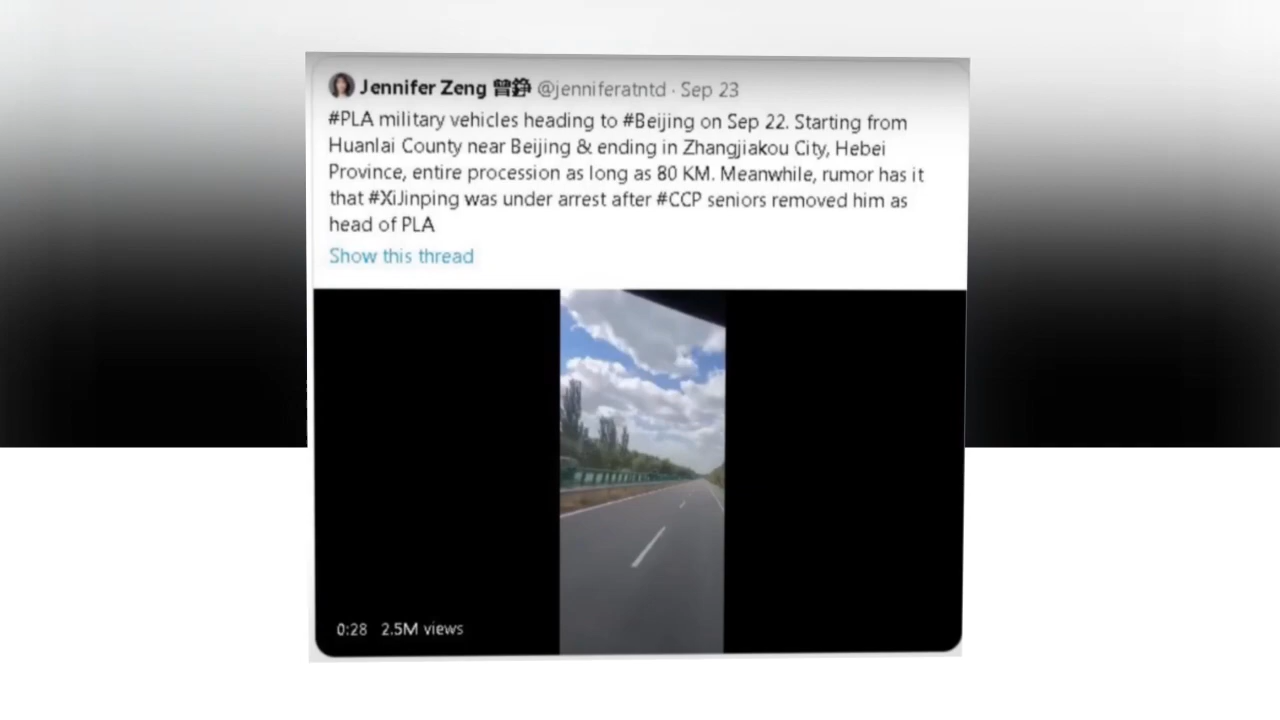 Jennifer Zeng 曾錚 @jenniferatntd · Sep 23
#PLA military vehicles heading to #Beijing on Sep 22. Starting from
Huanlai County near Beijing & ending in Zhangjiakou City, Hebei
Province, entire procession as long as 80 KM. Meanwhile, rumor has it
that #XiJinping was under arrest after #CCP seniors removed him as
head of PLA
Show this thread
0:28 2.5M views